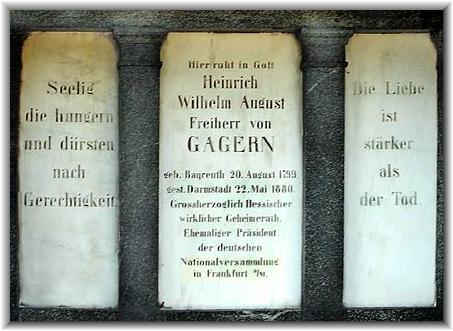 Seelig
die hungern
und dürsten
nach
Gerechtigkeit.
Hier ruht in Gott
Heinrich
Wilhelm August
Freiherr von
GAGERN
geb. Bayreuth 20. August 1799.
gest. Darmstadt 22. Mai 1880.
Grossherzoglich Hessischer
wirklicher Geheimerath.
Ehemaliger Präsident
der deutschen
Nationalversammlung
in Frankfurt a/M.
Die Liebe
ist
stärker
als
der Tod.